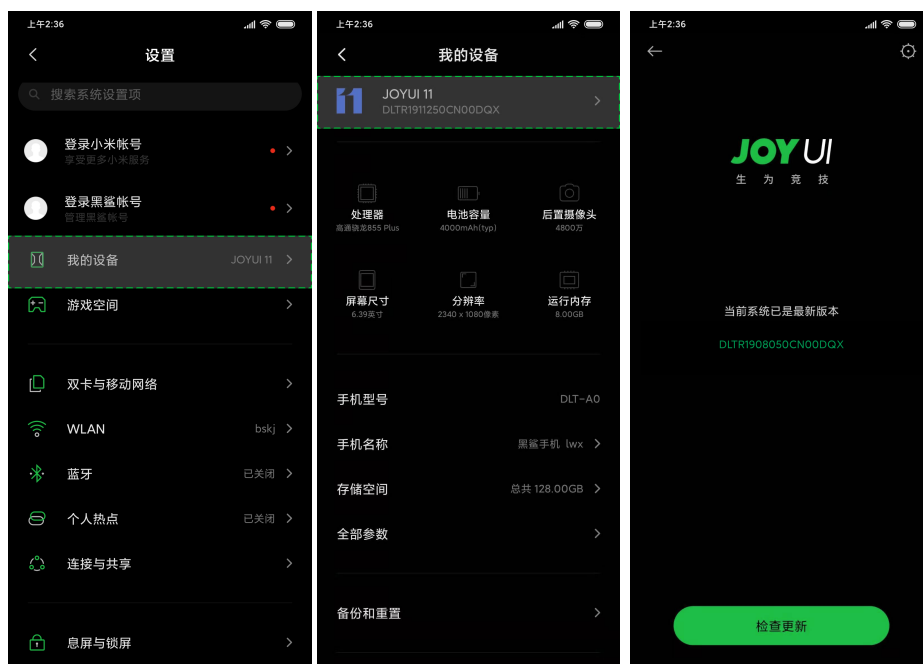 上午2:36
设置
搜索系统设置项
登录小米帐号
享受更多小米服务
登录黑鲨帐号
管理黑鲨帐号
我的设备 JOYUI 11
游戏空间
双卡与移动网络
WLAN bskj
蓝牙 已关闭
个人热点 已关闭
连接与共享
息屏与锁屏
上午2:36
我的设备
11
JOYUI 11
DLTR1911250CN00DQX
处理器 电池容量 后置摄像头
高通骁龙855 Plus 4000mAh(typ) 4800万
屏幕尺寸 分辨率 运行内存
6.39英寸 2340 x 1080像素 8.00GB
手机型号 DLT-A0
手机名称 黑鲨手机 lwx
存储空间 总共 128.00GB
全部参数
备份和重置
上午2:36
JOY UI
生为竞技
当前系统已是最新版本
DLTR1908050CN00DQX
检查更新